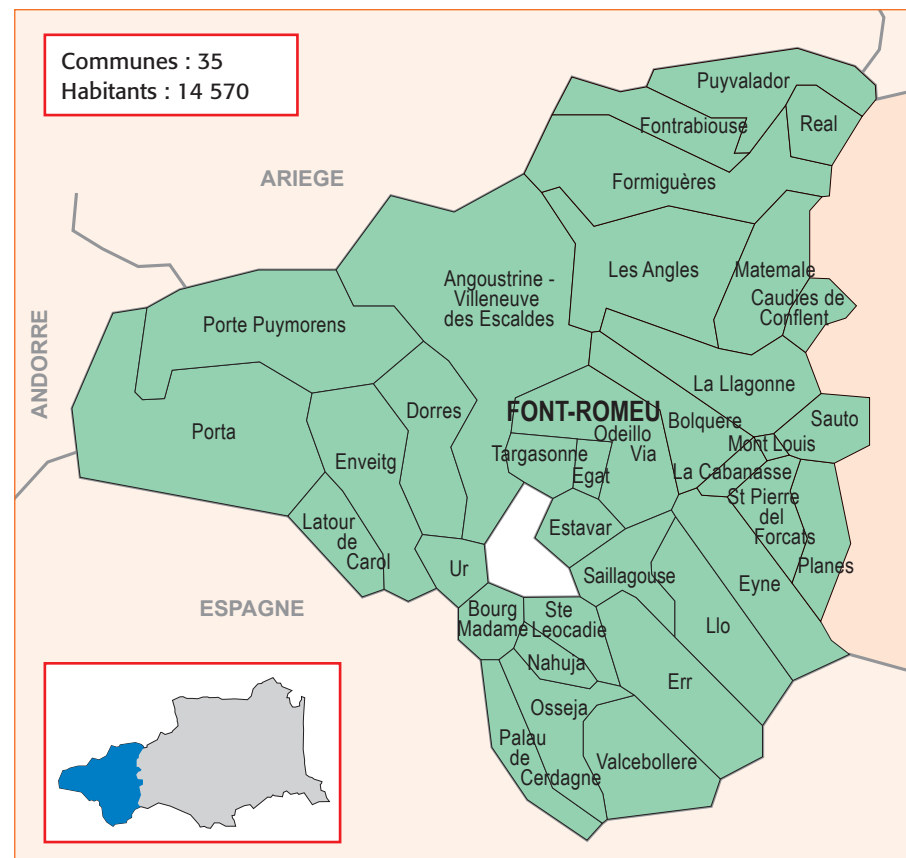 Communes : 35
Habitants : 14 570
Puyvalador
Fontrabiouse
Real
ARIEGE
Formiguères
Angoustrine -
Villeneuve
des Escaldes
Les Angles
Matemale
Caudies de
Conflent
Porte Puymorens
ANDORRE
La Llagonne
Dorres
FONT-ROMEU
Odeillo
Via
Bolquere
Sauto
Porta
Enveitg
Targasonne
Egat
Mont Louis
La Cabanasse
St Pierre
del
Forcats
Latour
de
Carol
Estavar
Planes
Ur
Saillagouse
Eyne
ESPAGNE
Bourg
Madame
Ste
Leocadie
Llo
Nahuja
Err
Osseja
Palau
de
Cerdagne
Valcebollere